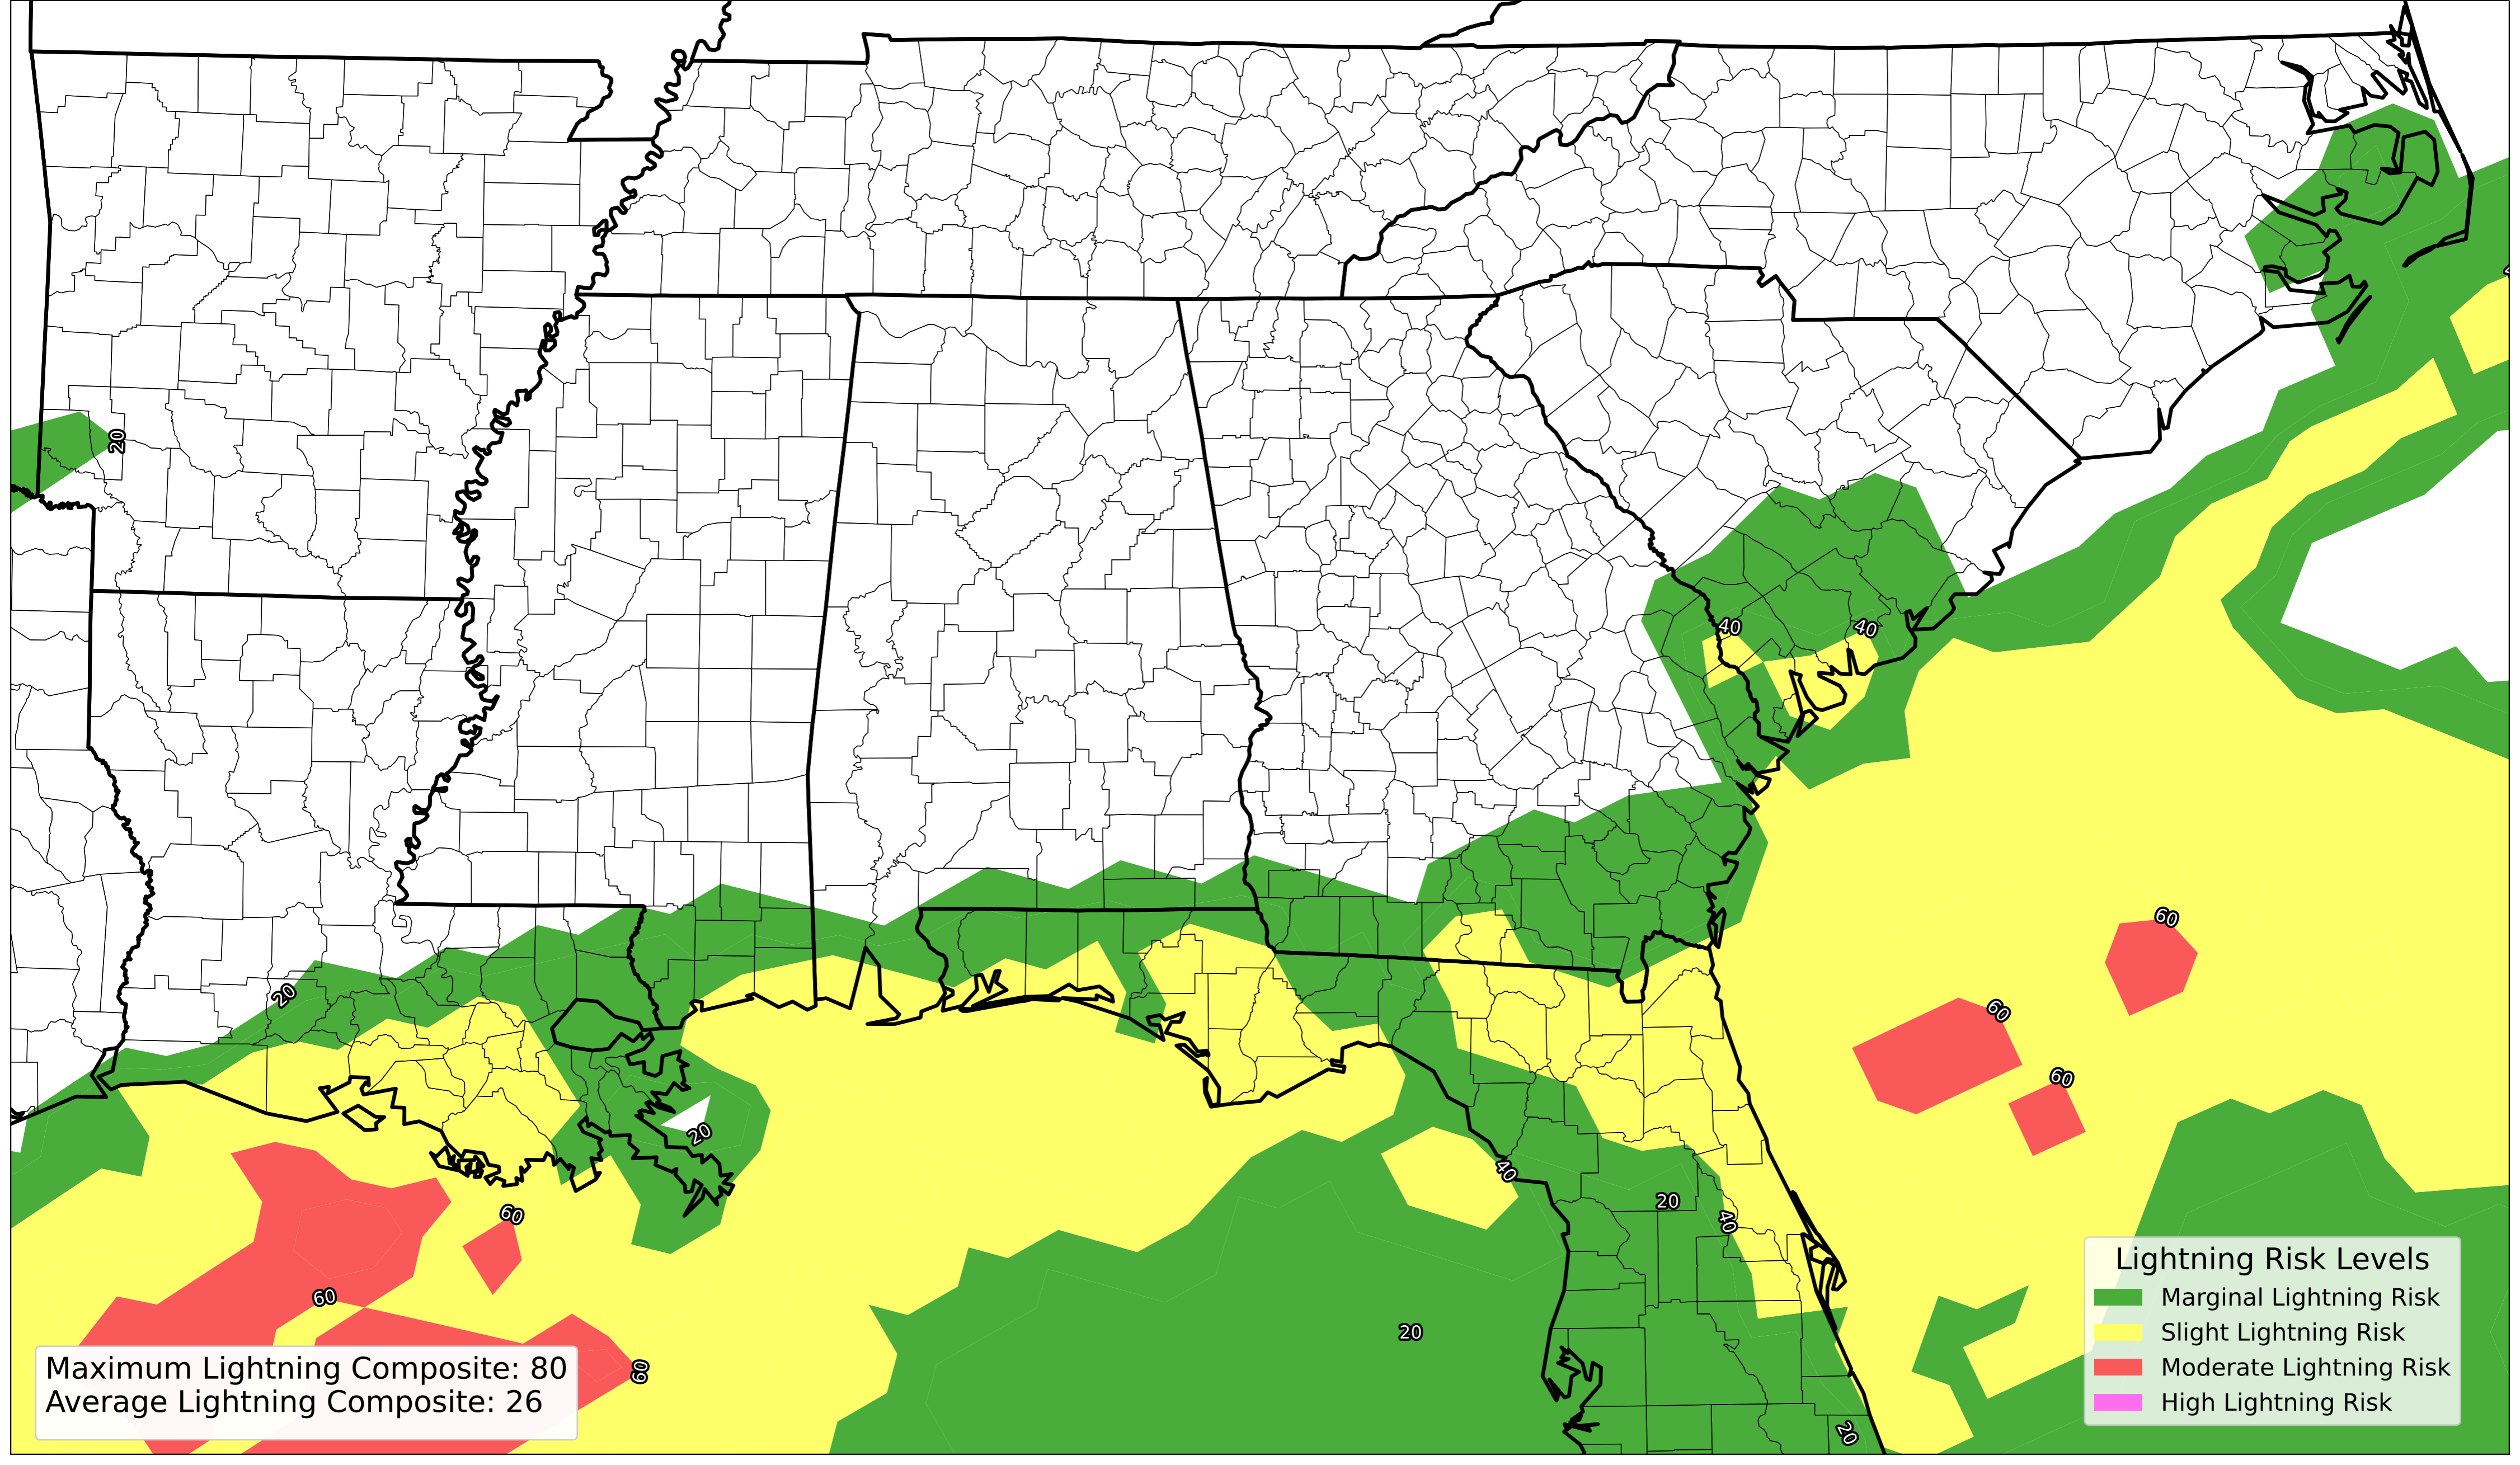 20
40
40
60
60
60
20
20
60
40
20
40
60
20
60
20
Lightning Risk Levels
Marginal Lightning Risk
Slight Lightning Risk
Moderate Lightning Risk
High Lightning Risk
Maximum Lightning Composite: 80
Average Lightning Composite: 26